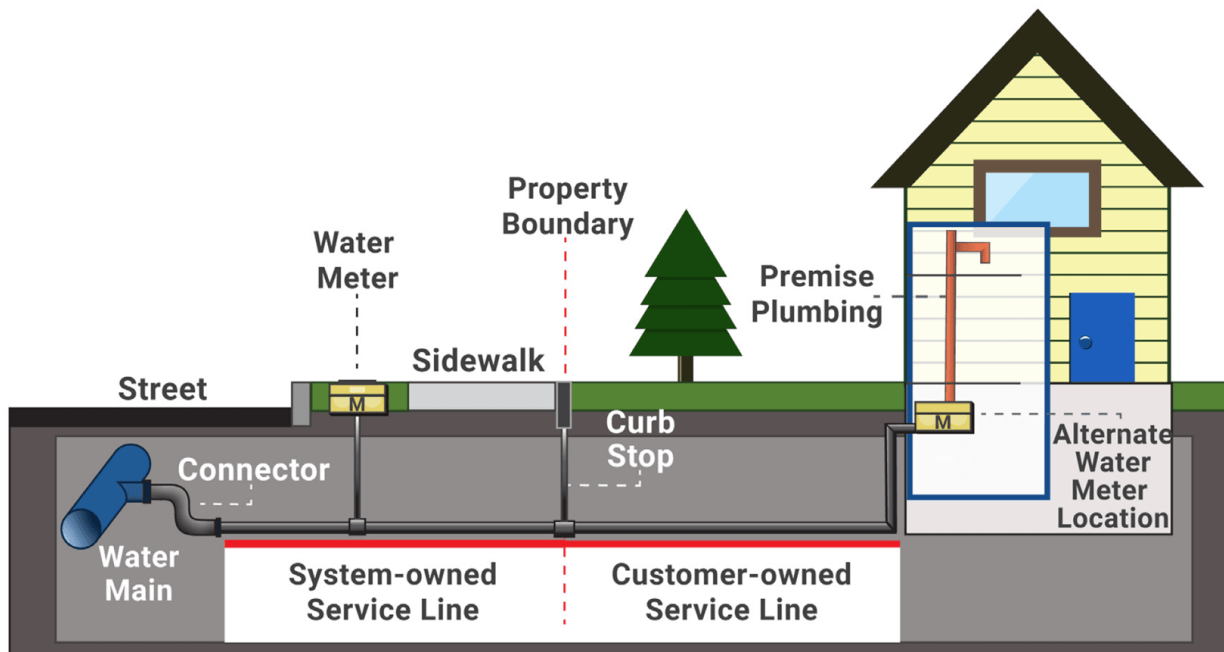 Property
Boundary
Water
Meter
Premise
Plumbing
Sidewalk
Street
M
M
Curb
Stop
Alternate
Water
Meter
Location
Connector
Water
Main
System-owned
Service Line
Customer-owned
Service Line